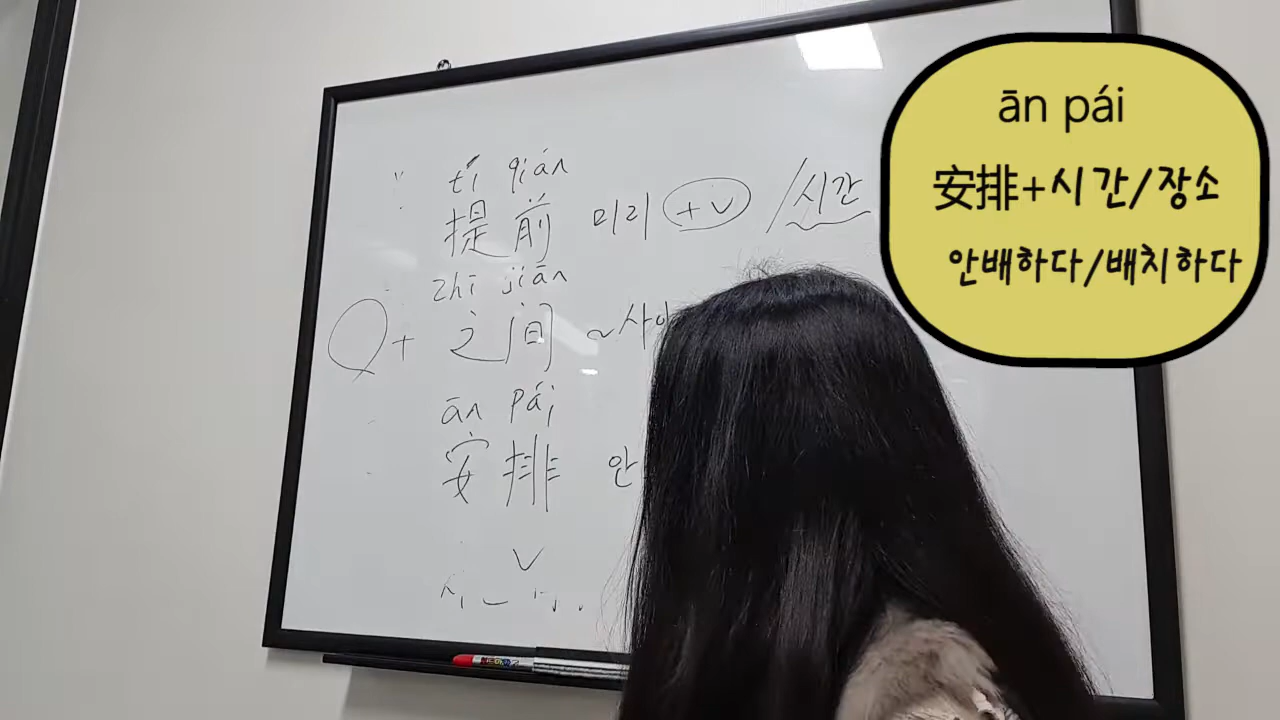 tí qián
提前 미리 +v /시간
zhī jiān
+ 之间 ~사이
ān pái
安排 안
ān pái
安排+시간/장소
안배하다/배치하다